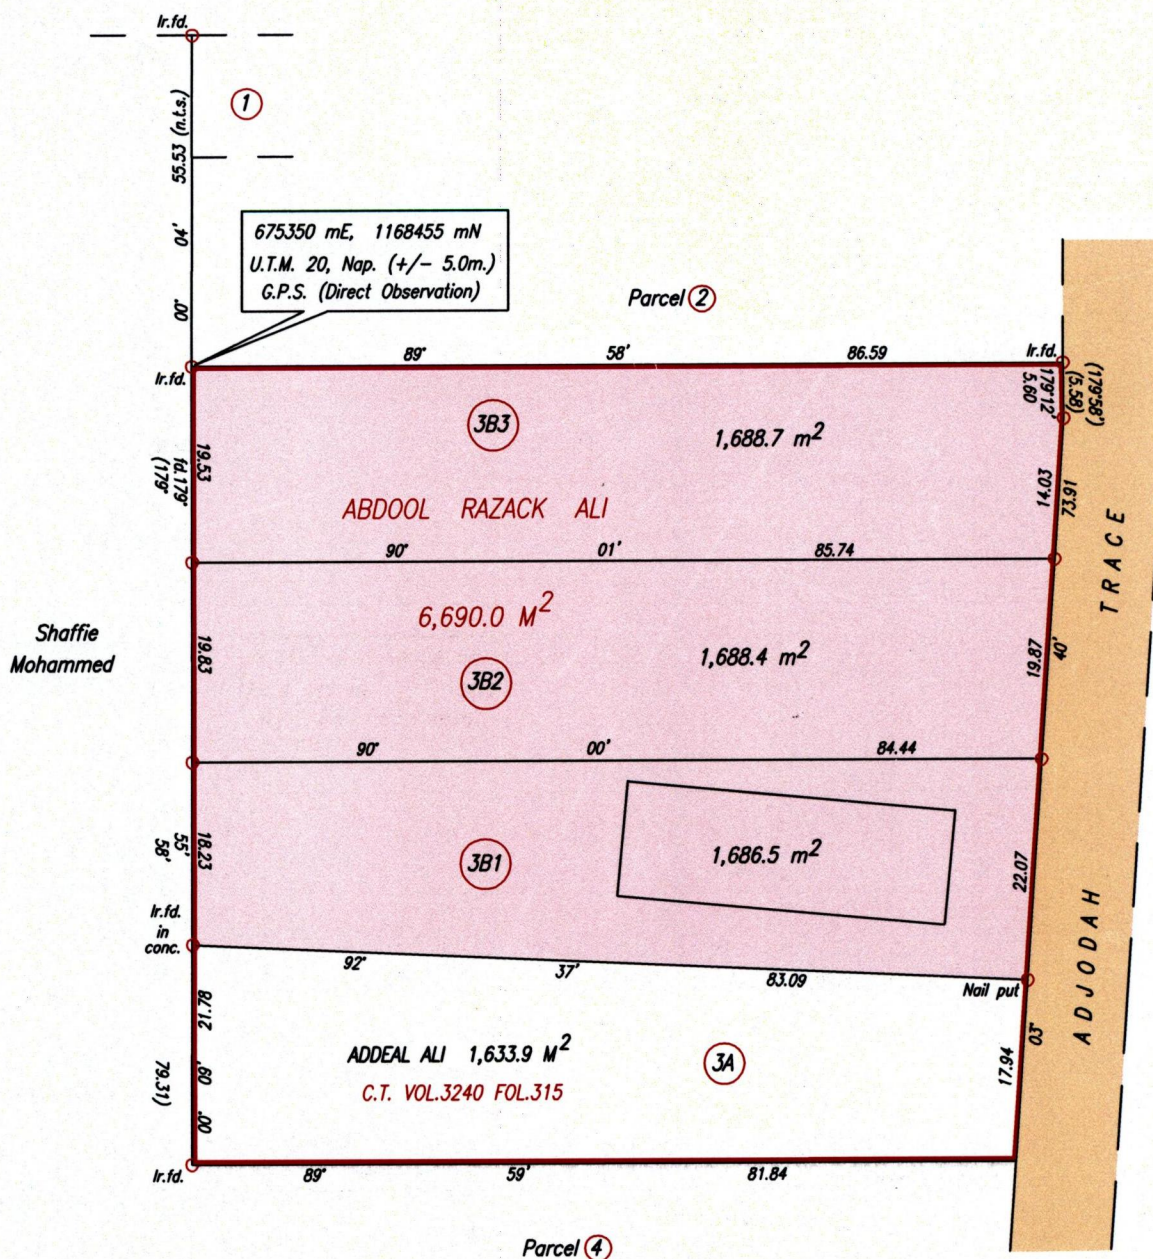 Ir.fd.
1
55.53 (n.t.s.)
04'
00"
675350 mE, 1168455 mN
U.T.M. 20, Nap. (+/- 5.0m.)
G.P.S. (Direct Observation)
Parcel 2
89° 58' 86.59
Ir.fd.
Ir.fd.
179°12'
5.60
(179°58')
(5.58)
3B3
1,688.7 m²
19.53
fd.179°
(179°
14.03
73.91
ABDOOL RAZACK ALI
90° 01' 85.74
TRACE
6,690.0 M²
Shaffie
Mohammed
19.83
3B2
1,688.4 m²
19.87
40'
90° 00' 84.44
18.23
55'
58'
3B1
1,686.5 m²
22.07
Ir.fd.
in
conc.
92° 37' 83.09
Nail put
ADJODAH
21.78
09'
00"
79.31)
ADDEAL ALI 1,633.9 M²
C.T. VOL.3240 FOL.315
3A
17.94
03"
Ir.fd.
89° 59' 81.84
Parcel 4